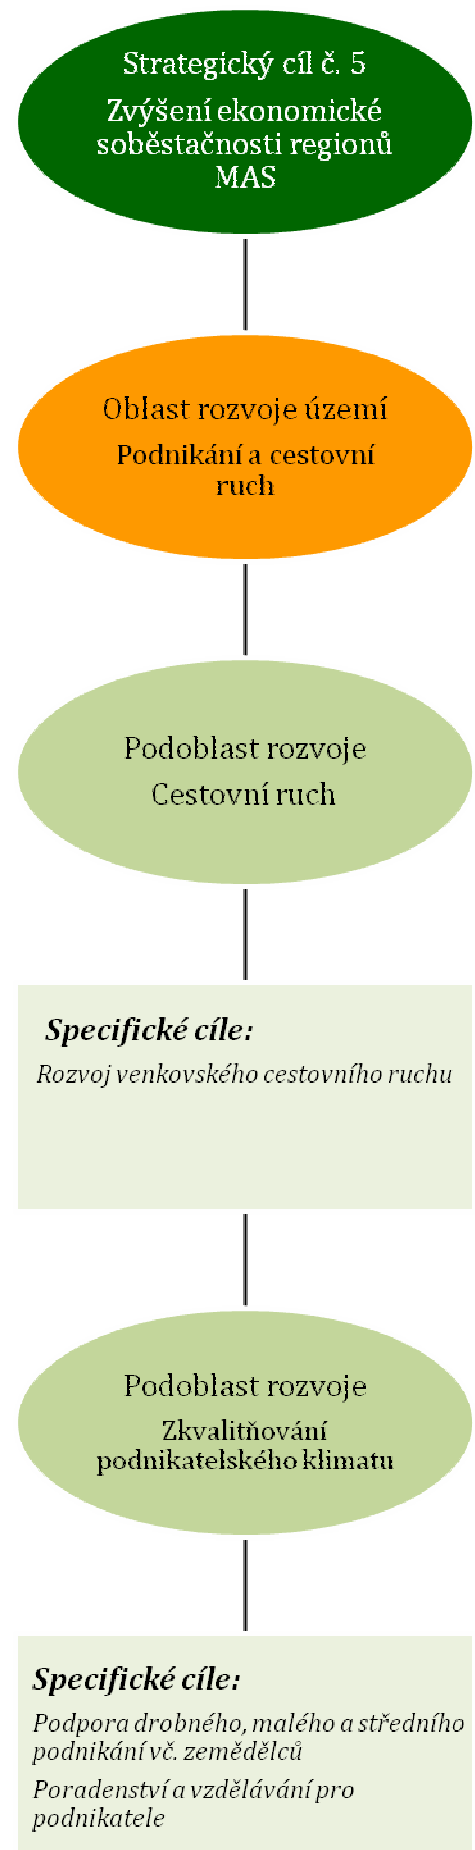 Strategický cíl č. 5
Zvýšení ekonomické
soběstačnosti regionů
MAS
Oblast rozvoje území
Podnikání a cestovní
ruch
Podoblast rozvoje
Cestovní ruch
Specifické cíle:
Rozvoj venkovského cestovního ruchu
Podoblast rozvoje
Zkvalitňování
podnikatelského klimatu
Specifické cíle:
Podpora drobného, malého a středního
podnikání vč. zemědělců
Poradenství a vzdělávání pro
podnikatele